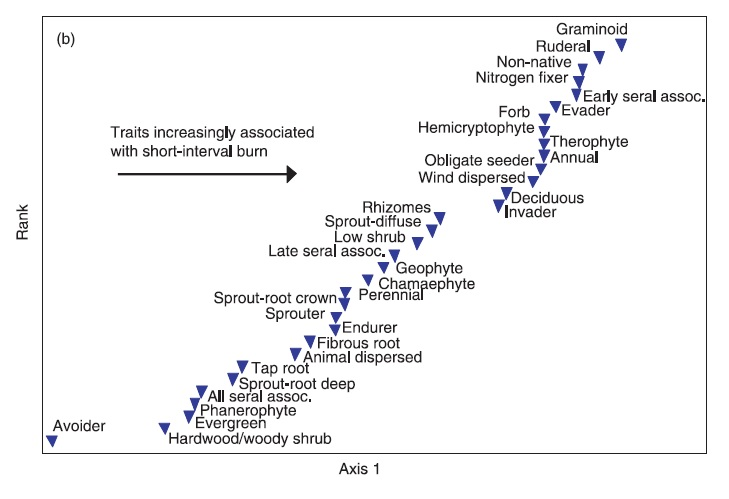 (b)
Graminoid
Ruderal
Non-native
Nitrogen fixer
Early seral assoc.
Evader
Forb
Hemicryptophyte
Therophyte
Annual
Obligate seeder
Wind dispersed
Deciduous
Invader
Traits increasingly associated
with short-interval burn
Rhizomes
Sprout-diffuse
Low shrub
Late seral assoc.
Geophyte
Chamaephyte
Perennial
Sprout-root crown
Sprouter
Endurer
Fibrous root
Animal dispersed
Tap root
Sprout-root deep
All seral assoc.
Phanerophyte
Evergreen
Hardwood/woody shrub
Avoider
Rank
Axis 1